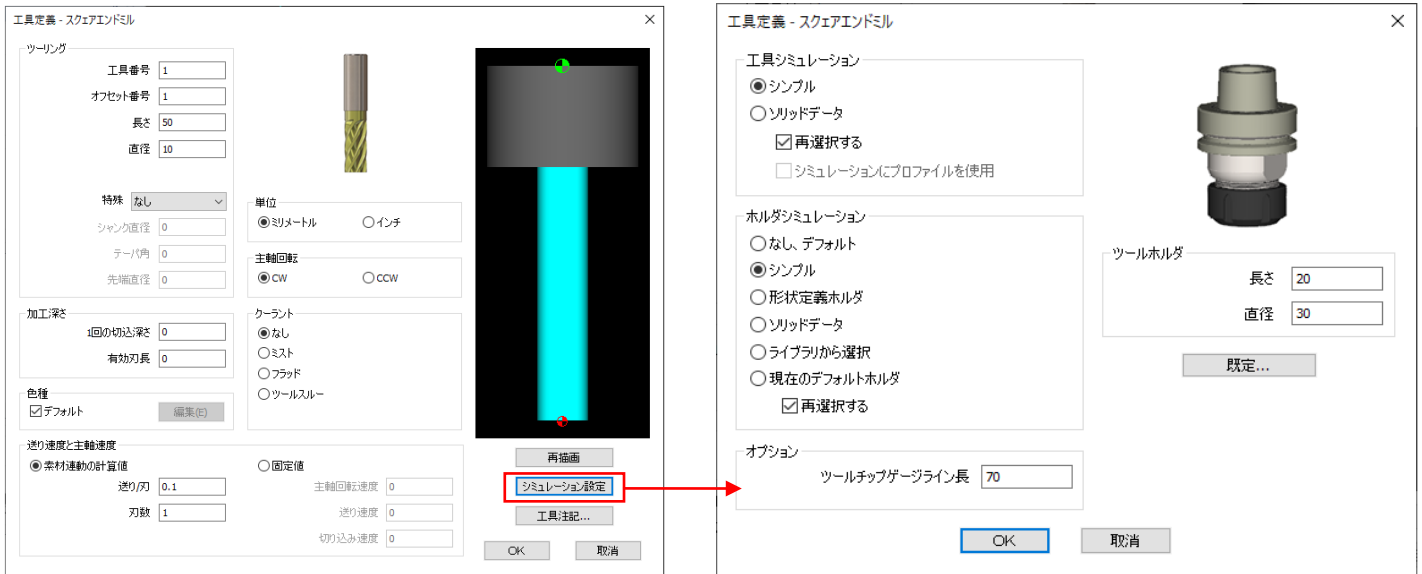 工具定義 - スクェアエンドミル
ツーリング
工具番号 1
オフセット番号 1
長さ 50
直径 10
特殊 なし
シャンク直径 0
テーパ角 0
先端直径 0
加工深さ
1回の切込深さ 0
有効刃長 0
色種
デフォルト 編集(E)
単位
ミリメートル インチ
主軸回転
CW CCW
クーラント
なし
ミスト
フラッド
ツールスルー
送り速度と主軸速度
素材連動の計算値 固定値
送り/刃 0.1 主軸回転速度 0
刃数 1 送り速度 0
切り込み速度 0
再描画
シミュレーション設定
工具注記...
OK 取消
工具定義 - スクェアエンドミル
工具シミュレーション
シンプル
ソリッドデータ
再選択する
シミュレーションにプロファイルを使用
ホルダシミュレーション
なし、デフォルト
シンプル
形状定義ホルダ
ソリッドデータ
ライブラリから選択
現在のデフォルトホルダ
再選択する
ツールホルダ
長さ 20
直径 30
既定...
オプション
ツールチップゲージライン長 70
OK 取消